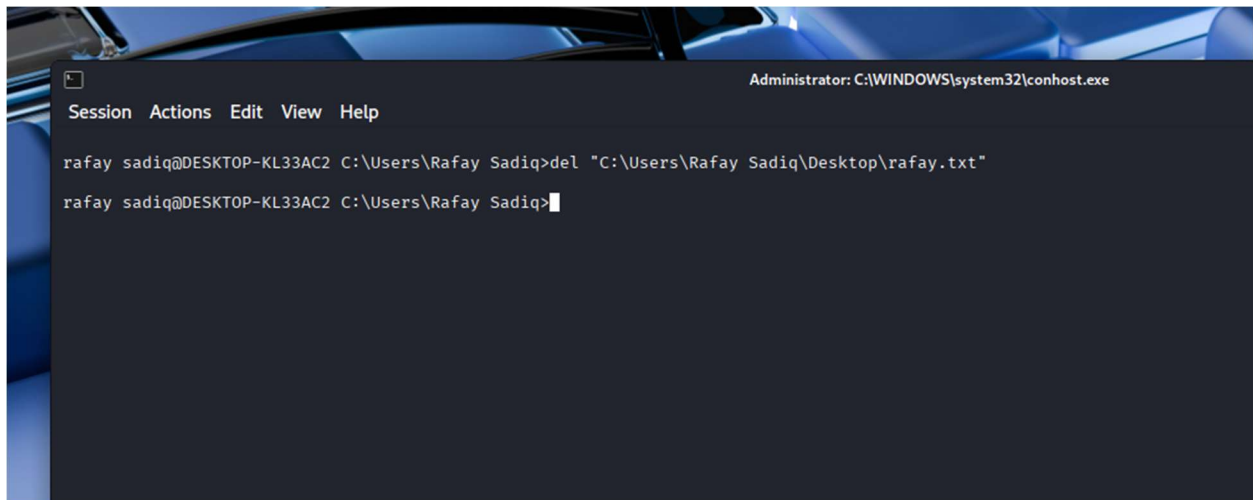 Administrator: C:\WINDOWS\system32\conhost.exe
Session Actions Edit View Help
rafay sadiq@DESKTOP-KL33AC2 C:\Users\Rafay Sadiq>del "C:\Users\Rafay Sadiq\Desktop\rafay.txt"
rafay sadiq@DESKTOP-KL33AC2 C:\Users\Rafay Sadiq>